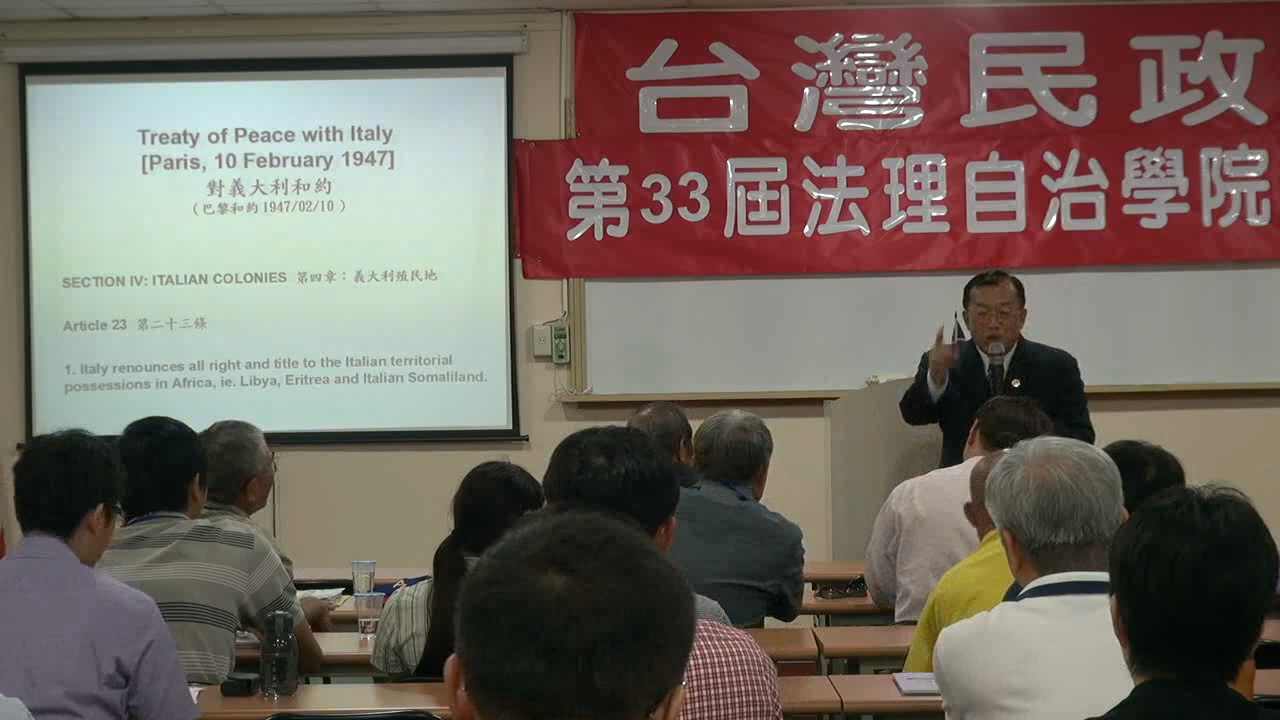 Treaty of Peace with Italy
[Paris, 10 February 1947]
對義大利和約
(巴黎和約 1947/02/10 )
SECTION IV: ITALIAN COLONIES 第四章：義大利殖民地
Article 23 第二十三條
1. Italy renounces all right and title to the Italian territorial
possessions in Africa, ie. Libya, Eritrea and Italian Somaliland.
台灣民政
第33屆法理自治學院